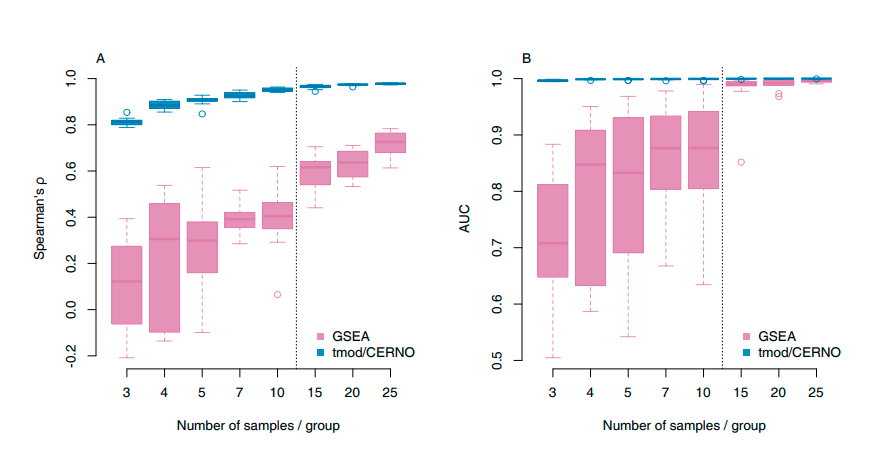 A
Spearman's ρ
1.0
0.8
0.6
0.4
0.2
0.0
-0.2
GSEA
tmod/CERNO
3 4 5 7 10 15 20 25
Number of samples / group
B
AUC
1.0
0.9
0.8
0.7
0.6
0.5
GSEA
tmod/CERNO
3 4 5 7 10 15 20 25
Number of samples / group